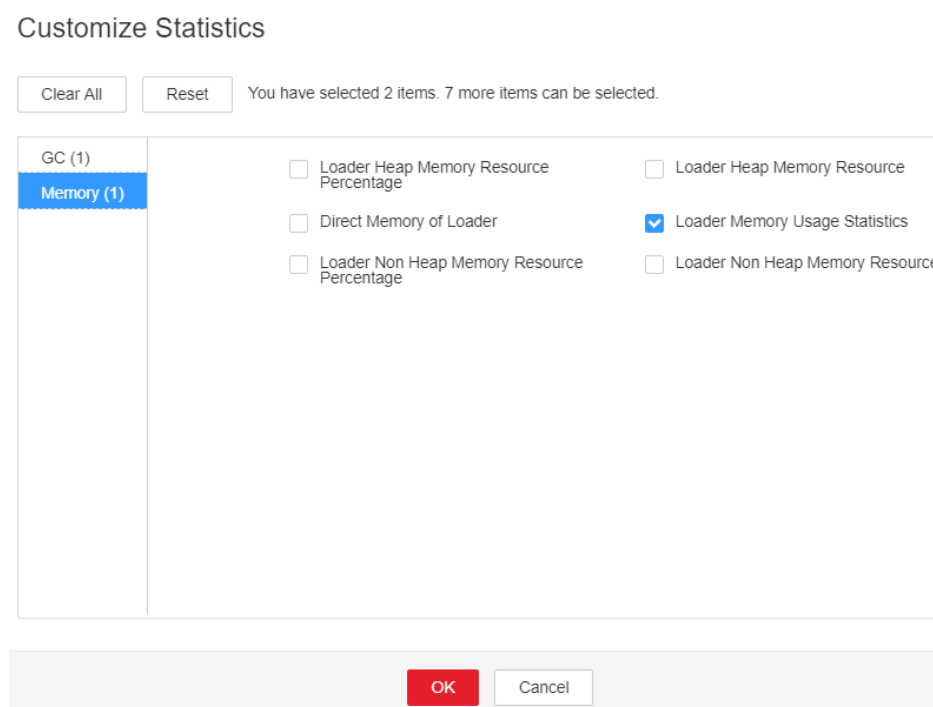 Customize Statistics
Clear All Reset You have selected 2 items. 7 more items can be selected.
GC (1)
Memory (1)
Loader Heap Memory Resource
Percentage
Loader Heap Memory Resource
Direct Memory of Loader
Loader Memory Usage Statistics
Loader Non Heap Memory Resource
Percentage
Loader Non Heap Memory Resource
OK Cancel